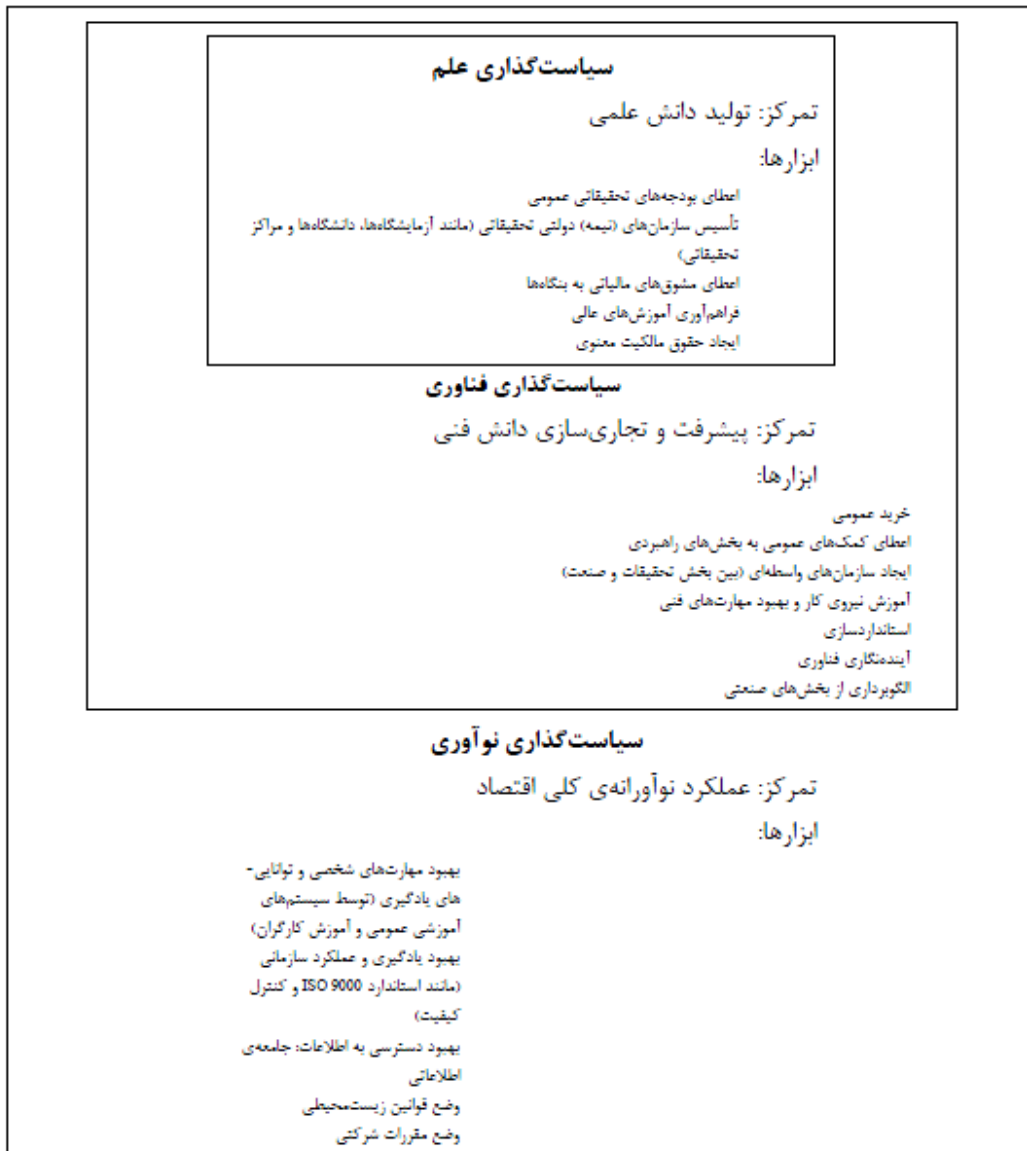 سیاست‌گذاری علم
تمرکز: تولید دانش علمی
ابزارها:
اعطای بودجه‌های تحقیقاتی عمومی
تأسیس سازمان‌های (نیمه) دولتی تحقیقاتی (مانند آزمایشگاه‌ها، دانشگاه‌ها و مراکز
تحقیقاتی)
اعطای مشوق‌های مالیاتی به بنگاه‌ها
فراهم‌آوری آموزش‌های عالی
ایجاد حقوق مالکیت معنوی
سیاست‌گذاری فناوری
تمرکز: پیشرفت و تجاری‌سازی دانش فنی
ابزارها:
خرید عمومی
اعطای کمک‌های عمومی به بخش‌های راهبردی
ایجاد سازمان‌های واسطه‌ای (بین بخش تحقیقات و صنعت)
آموزش نیروی کار و بهبود مهارت‌های فنی
استانداردسازی
آینده‌نگاری فناوری
الگوبرداری از بخش‌های صنعتی
سیاست‌گذاری نوآوری
تمرکز: عملکرد نوآورانه‌ی کلی اقتصاد
ابزارها:
بهبود مهارت‌های شخصی و توانایی-
های یادگیری (توسط سیستم‌های
آموزشی عمومی و آموزش کارگران)
بهبود یادگیری و عملکرد سازمانی
(مانند استاندارد ISO 9000 و کنترل
کیفیت)
بهبود دسترسی به اطلاعات: جامعه‌ی
اطلاعاتی
وضع قوانین زیست‌محیطی
وضع مقررات شرکتی